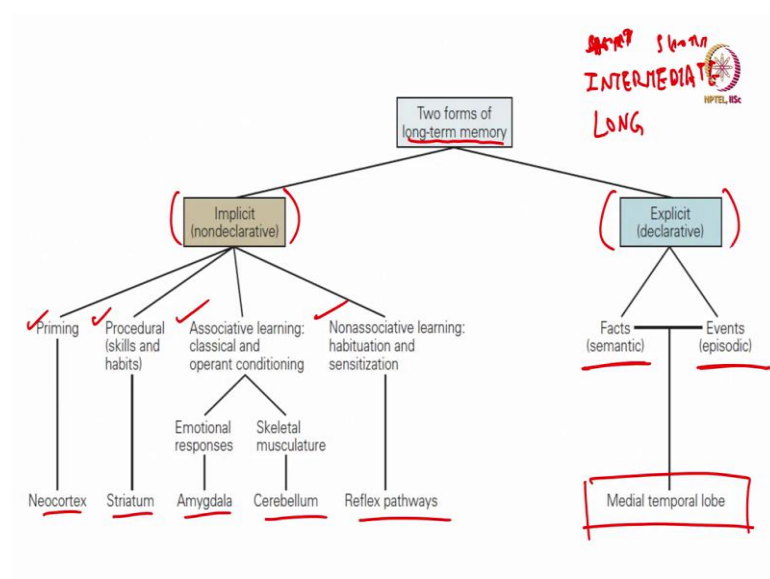 SHORT
INTERMEDIATE
LONG
NPTEL, IISc
Two forms of
long-term memory
Implicit
(nondeclarative)
Explicit
(declarative)
Priming
Procedural
(skills and
habits)
Associative learning:
classical and
operant conditioning
Nonassociative learning:
habituation and
sensitization
Facts
(semantic)
Events
(episodic)
Emotional
responses
Skeletal
musculature
Neocortex
Striatum
Amygdala
Cerebellum
Reflex pathways
Medial temporal lobe